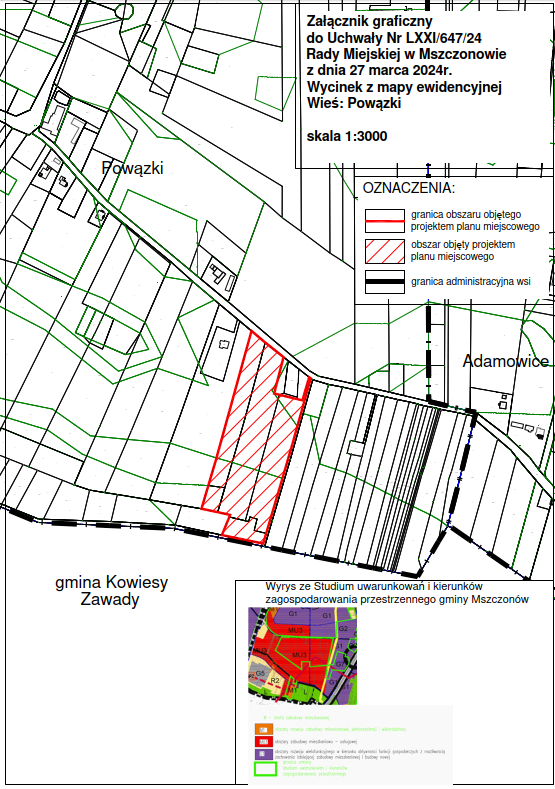 Załącznik graficzny
do Uchwały Nr LXXI/647/24
Rady Miejskiej w Mszczonowie
z dnia 27 marca 2024r.
Wycinek z mapy ewidencyjnej
Wieś: Powązki
skala 1:3000
OZNACZENIA:
granica obszaru objętego
projektem planu miejscowego
obszar objęty projektem
planu miejscowego
granica administracyjna wsi
Powązki
Adamowice
gmina Kowiesy
Zawady
Wyrys ze Studium uwarunkowań i kierunków
zagospodarowania przestrzennego gminy Mszczonów
G1
G1
MU3
G2
MU3
MU3
G5
R2